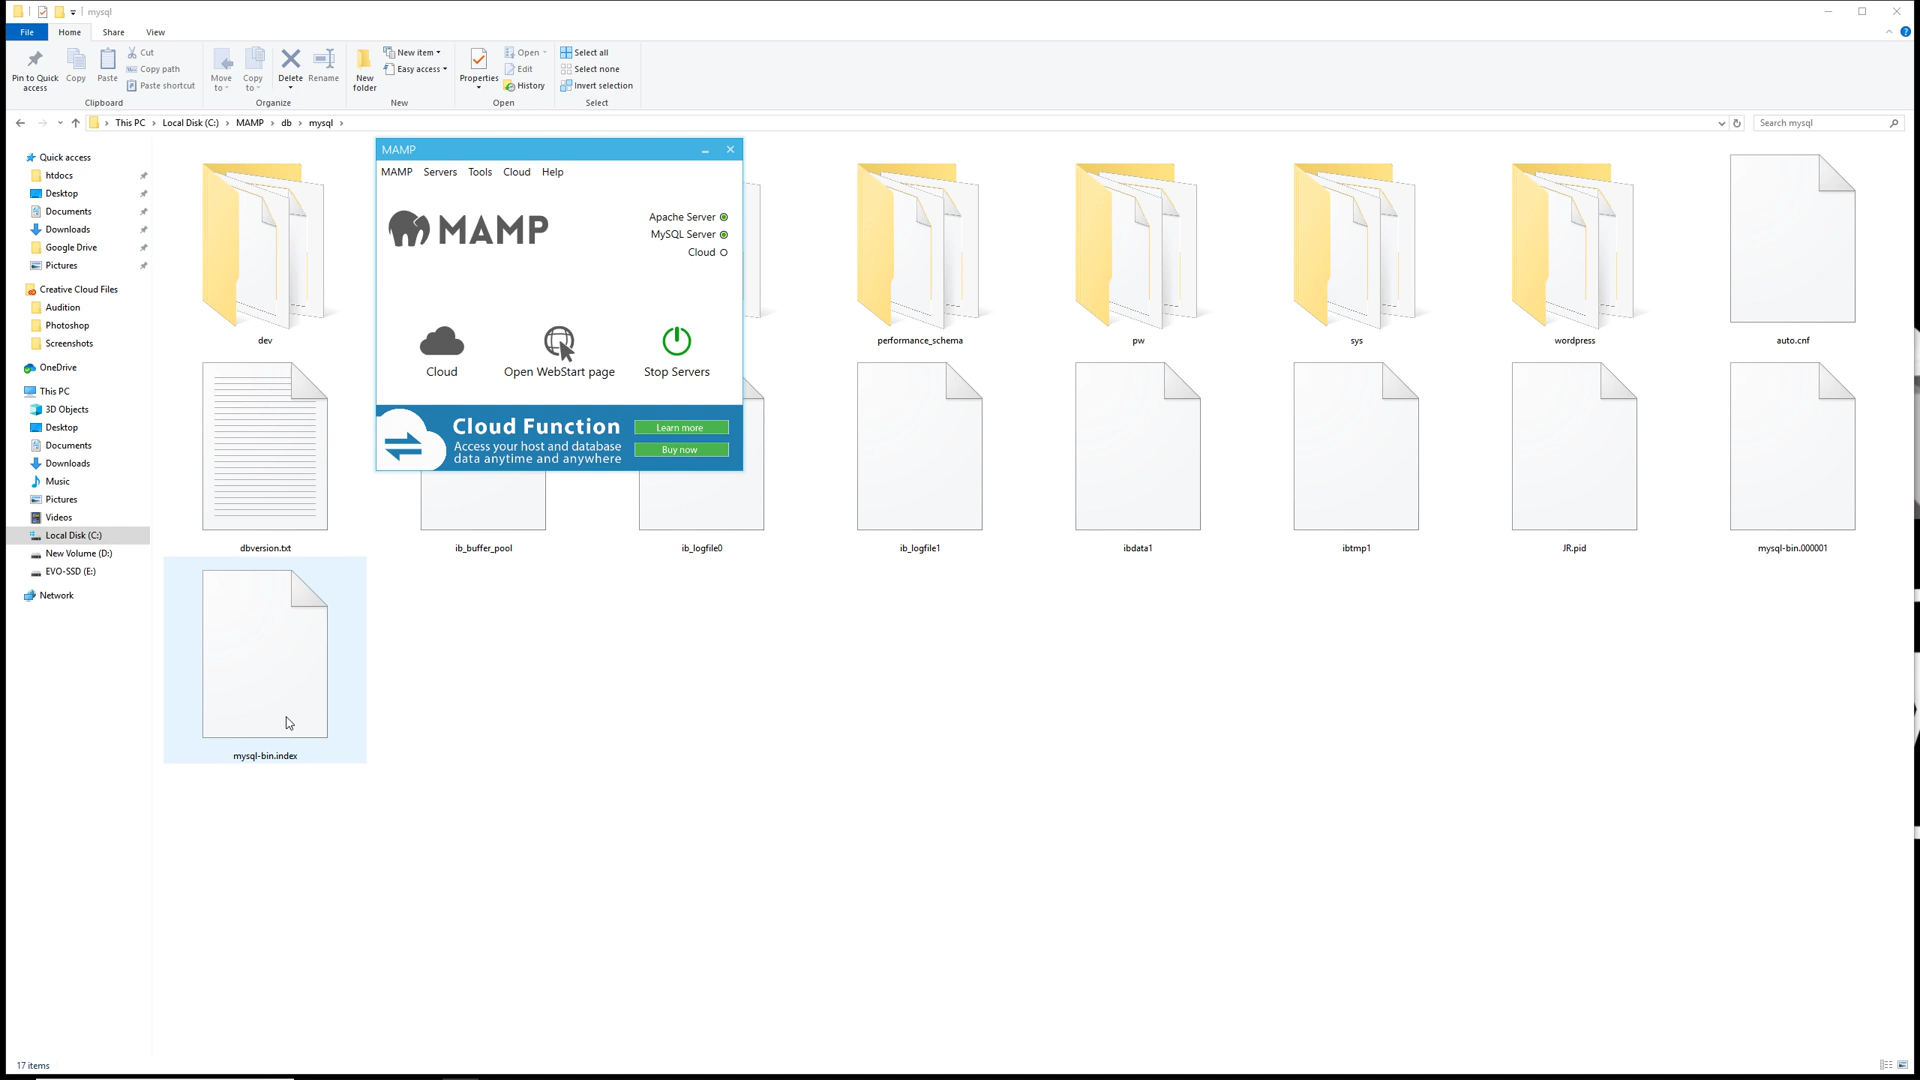 mysql
File Home Share View
Pin to Quick access
Copy
Paste
Cut
Copy path
Paste shortcut
Clipboard
Move to
Copy to
Delete
Rename
Organize
New folder
New item
Easy access
New
Properties
Open
Edit
History
Open
Select all
Select none
Invert selection
Select
This PC > Local Disk (C:) > MAMP > db > mysql >
Search mysql
Quick access
htdocs
Desktop
Documents
Downloads
Google Drive
Pictures
Creative Cloud Files
Audition
Photoshop
Screenshots
OneDrive
This PC
3D Objects
Desktop
Documents
Downloads
Music
Pictures
Videos
Local Disk (C:)
New Volume (D:)
EVO-SSD (E:)
Network
MAMP
MAMP Servers Tools Cloud Help
MAMP
Apache Server
MySQL Server
Cloud
Cloud
Open WebStart page
Stop Servers
Cloud Function
Access your host and database
data anytime and anywhere
Learn more
Buy now
dev
performance_schema
pw
sys
wordpress
auto.cnf
dbversion.txt
ib_buffer_pool
ib_logfile0
ib_logfile1
ibdata1
ibtmp1
JR.pid
mysql-bin.000001
mysql-bin.index
17 items